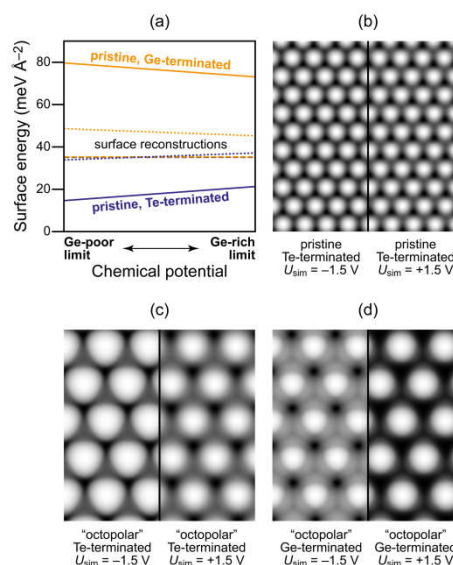 (a)
(b)
Surface energy (meV Å⁻²)
80
60
40
20
0
pristine, Ge-terminated
surface reconstructions
pristine, Te-terminated
Ge-poor limit
Ge-rich limit
Chemical potential
pristine
Te-terminated
Usim = –1.5 V
pristine
Te-terminated
Usim = +1.5 V
(c)
(d)
"octopolar"
Te-terminated
Usim = –1.5 V
"octopolar"
Te-terminated
Usim = +1.5 V
"octopolar"
Ge-terminated
Usim = –1.5 V
"octopolar"
Ge-terminated
Usim = +1.5 V